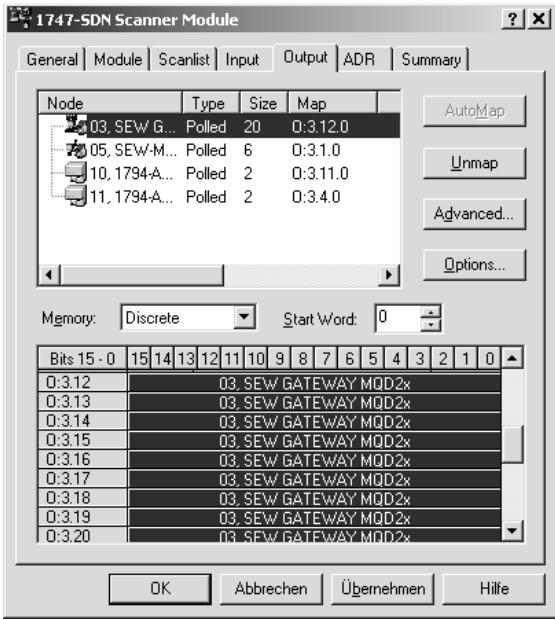 1747-SDN Scanner Module
General Module Scanlist Input Output ADR Summary
Node Type Size Map
03, SEW G... Polled 20 O:3.12.0
05, SEW-M... Polled 6 O:3.1.0
10, 1794-A... Polled 2 O:3.11.0
11, 1794-A... Polled 2 O:3.4.0
AutoMap
Unmap
Advanced...
Options...
Memory: Discrete Start Word: 0
Bits 15 - 0 15 14 13 12 11 10 9 8 7 6 5 4 3 2 1 0
O:3.12 03, SEW GATEWAY MQD2x
O:3.13 03, SEW GATEWAY MQD2x
O:3.14 03, SEW GATEWAY MQD2x
O:3.15 03, SEW GATEWAY MQD2x
O:3.16 03, SEW GATEWAY MQD2x
O:3.17 03, SEW GATEWAY MQD2x
O:3.18 03, SEW GATEWAY MQD2x
O:3.19 03, SEW GATEWAY MQD2x
O:3.20 03, SEW GATEWAY MQD2x
OK Abbrechen Übernehmen Hilfe